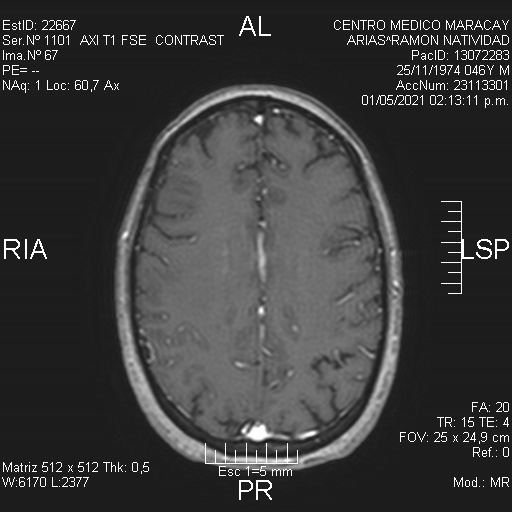 EstID: 22667
Ser.Nº 1101 AXI T1 FSE CONTRAST
Ima.Nº 67
PE= --
NAq: 1 Loc: 60,7 Ax
AL
CENTRO MEDICO MARACAY
ARIAS^RAMON NATIVIDAD
PacID: 13072283
25/11/1974 046Y M
AccNum: 23113301
01/05/2021 02:13:11 p.m.
RIA
LSP
FA: 20
TR: 15 TE: 4
FOV: 25 x 24,9 cm
Ref.: 0
Matriz 512 x 512 Thk: 0,5
W:6170 L:2377
Esc 1=5 mm
PR
Mod.: MR